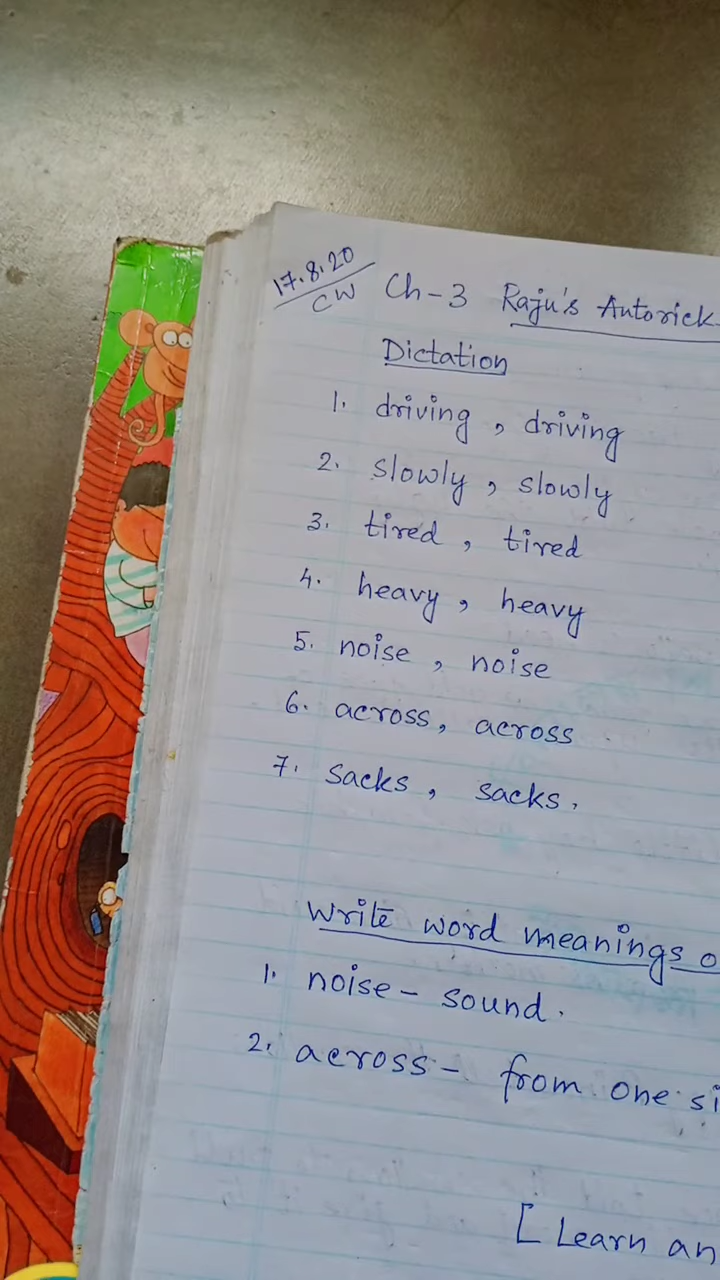 17.8.20
CW
Ch-3 Raju's Autorick
Dictation
1. driving, driving
2. slowly, slowly
3. tired, tired
4. heavy, heavy
5. noise, noise
6. across, across
7. sacks, sacks.
Write word meanings o
1. noise - sound.
2. across - from one si
[ Learn an